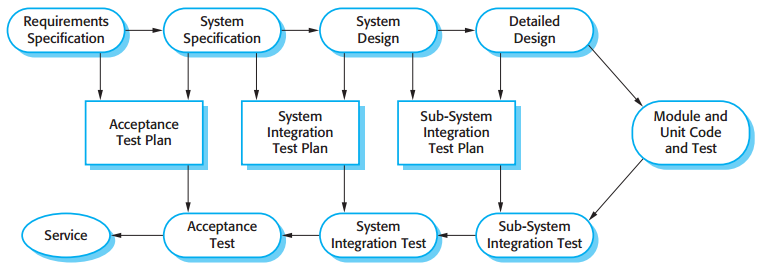 Requirements
Specification
System
Specification
System
Design
Detailed
Design
Acceptance
Test Plan
System
Integration
Test Plan
Sub-System
Integration
Test Plan
Module and
Unit Code
and Test
Service
Acceptance
Test
System
Integration Test
Sub-System
Integration Test